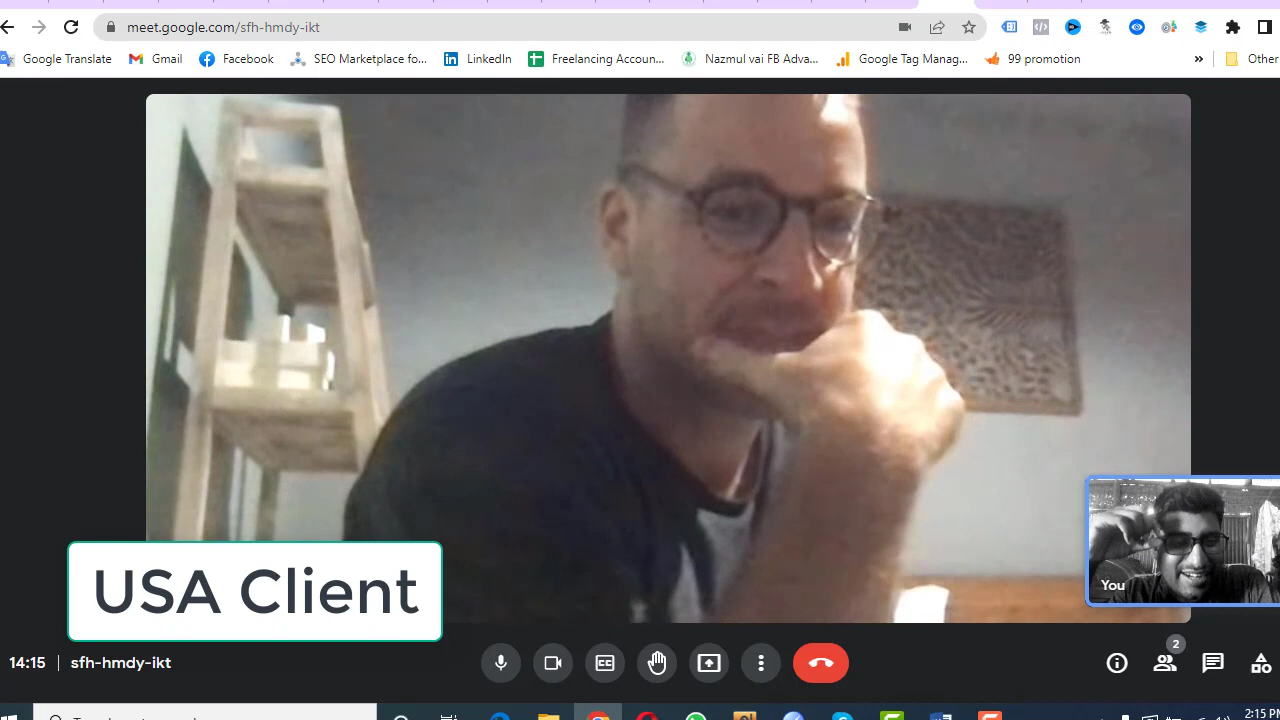 meet.google.com/sfh-hmdy-ikt
Google Translate
Gmail
Facebook
SEO Marketplace fo...
LinkedIn
Freelancing Accoun...
Nazmul vai FB Adva...
Google Tag Manag...
99 promotion
»
Other
You
USA Client
14:15 | sfh-hmdy-ikt
2
2:15 PM